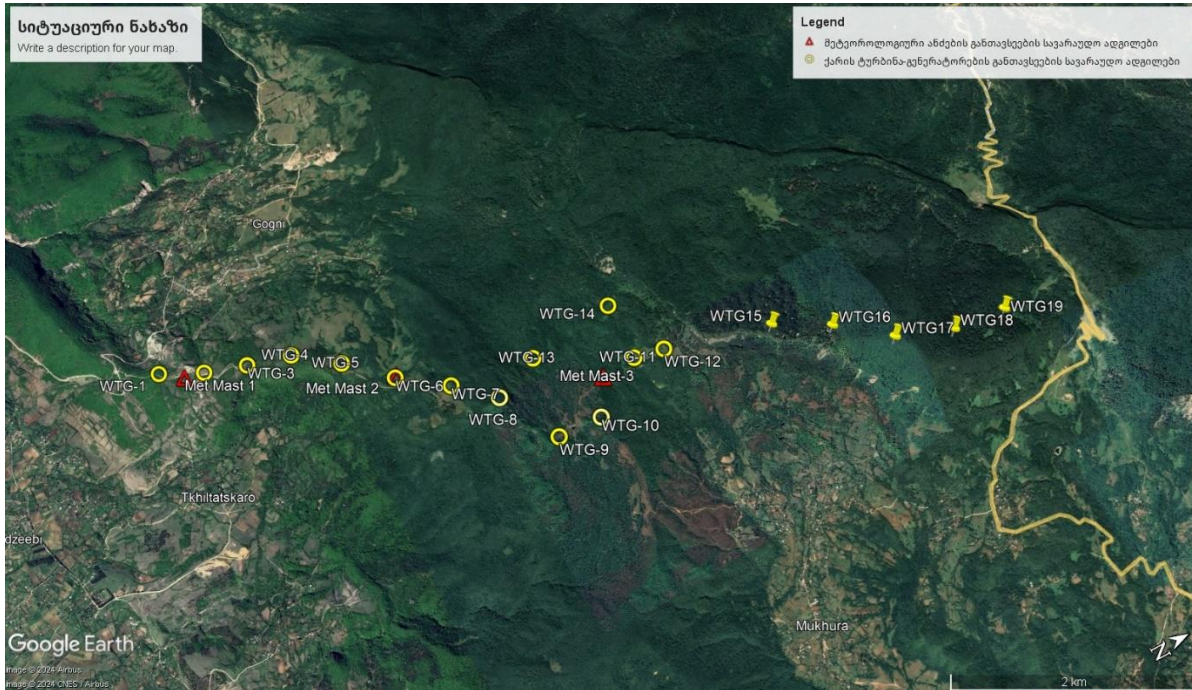 სიტუაციური ნახაზი
Write a description for your map.
Legend
მეტეოროლოგიური ანძების განთავსეების სავარაუდო ადგილები
ქარის ტურბინა-გენერატორების განთავსეების სავარაუდო ადგილები
Gogni
WTG-14
WTG15
WTG16
WTG17
WTG18
WTG19
WTG-1
Met Mast 1
WTG-3
WTG-4
WTG-5
Met Mast 2
WTG-6
WTG-7
WTG-8
WTG-13
Met Mast-3
WTG-11
WTG-12
WTG-10
WTG-9
Tkhiltatskaro
dzeebi
Mukhura
Google Earth
Image © 2024 Airbus
Image © 2024 CNES / Airbus
N
2 km